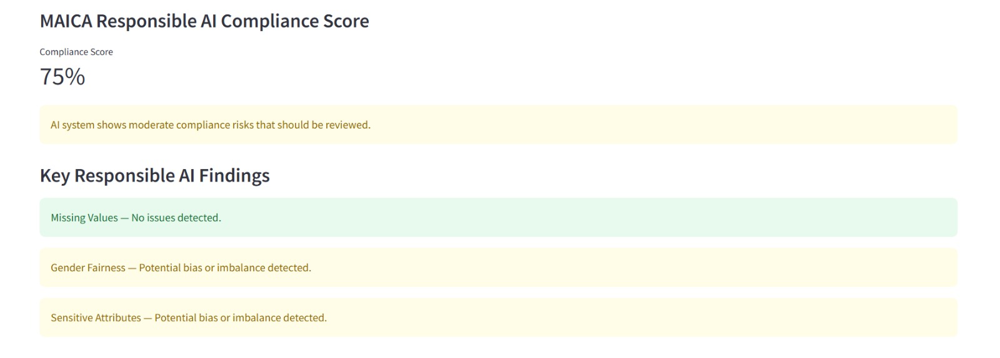 MAICA Responsible AI Compliance Score
Compliance Score
75%
AI system shows moderate compliance risks that should be reviewed.
Key Responsible AI Findings
Missing Values — No issues detected.
Gender Fairness — Potential bias or imbalance detected.
Sensitive Attributes — Potential bias or imbalance detected.